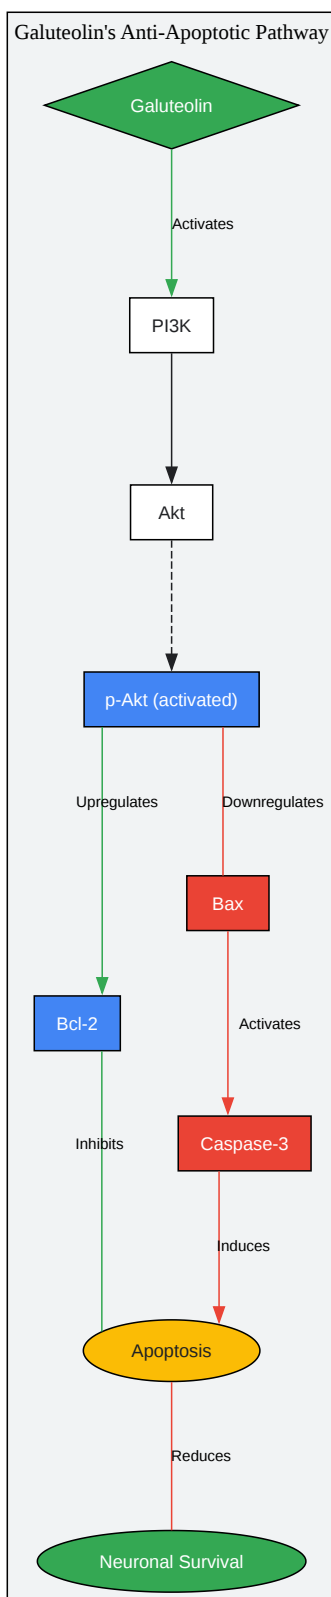 Galuteolin's Anti-Apoptotic Pathway
Galuteolin
Activates
PI3K
Akt
p-Akt (activated)
Upregulates
Downregulates
Bax
Bcl-2
Activates
Inhibits
Caspase-3
Induces
Apoptosis
Reduces
Neuronal Survival